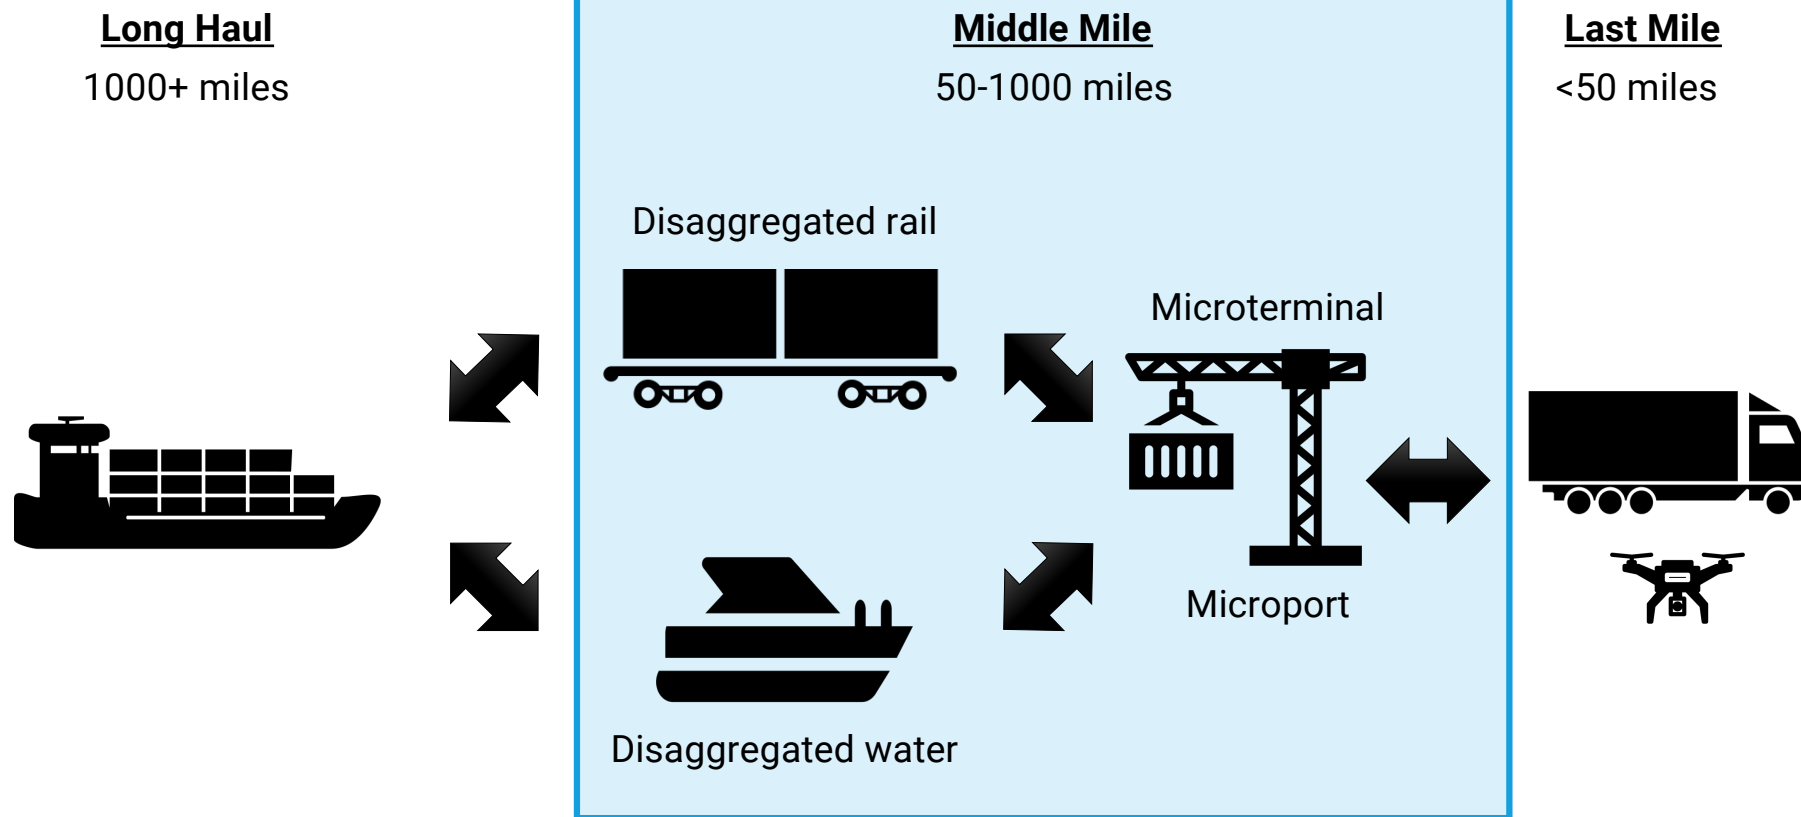 Long Haul
1000+ miles
Middle Mile
50-1000 miles
Last Mile
<50 miles
Disaggregated rail
Microterminal
Microport
Disaggregated water